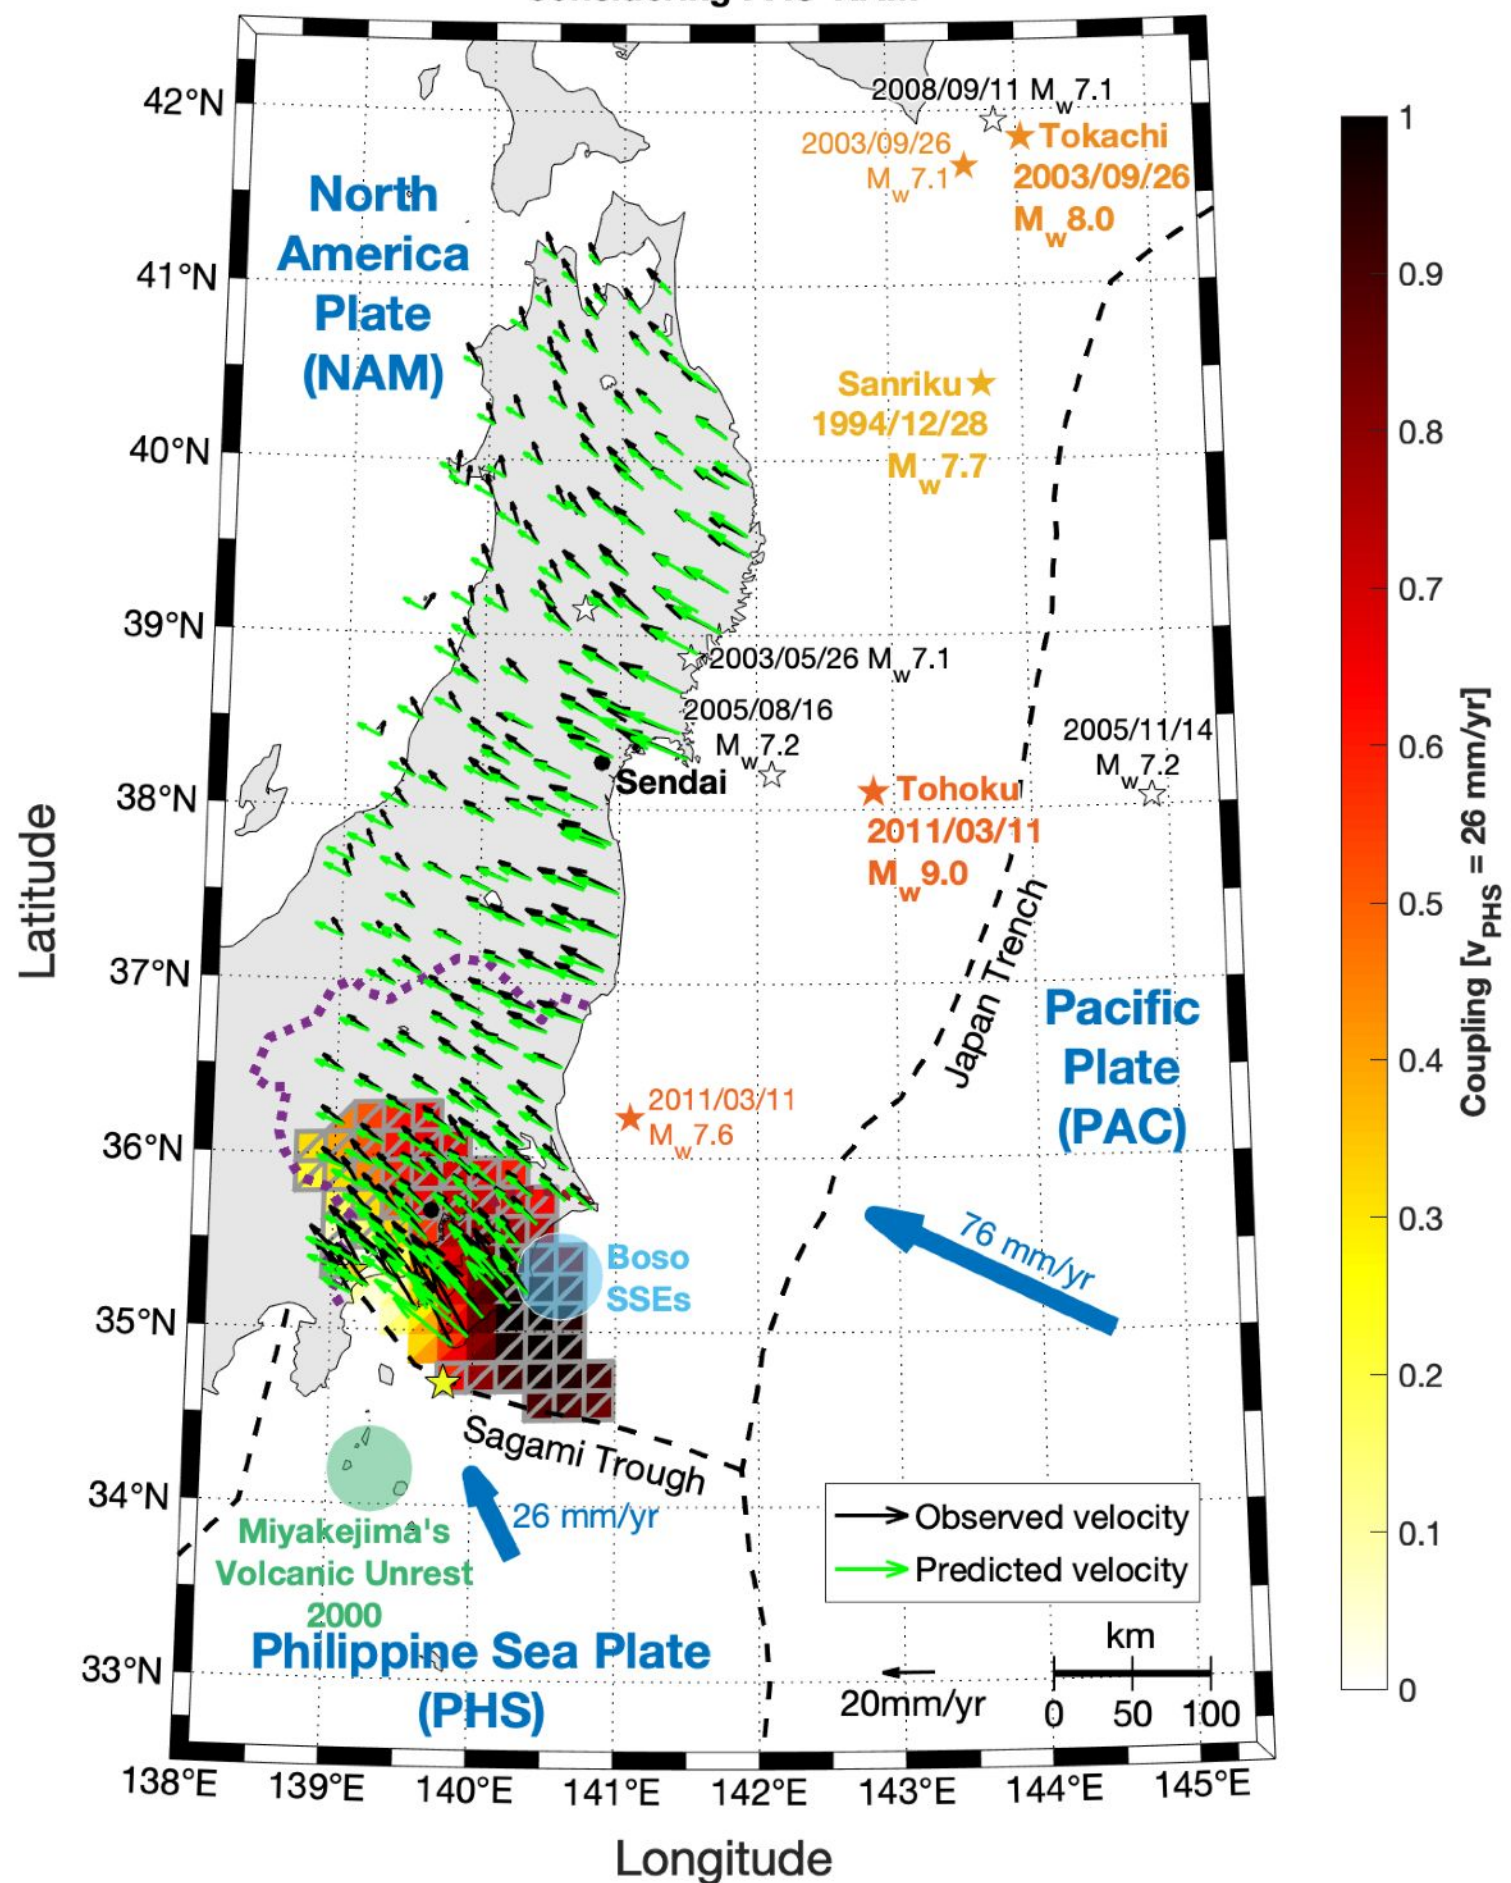 42°N
41°N
40°N
39°N
38°N
37°N
36°N
35°N
34°N
33°N
Latitude
138°E 139°E 140°E 141°E 142°E 143°E 144°E 145°E
Longitude
North
America
Plate
(NAM)
2008/09/11 Mw7.1
2003/09/26
Mw7.1
Tokachi
2003/09/26
Mw8.0
Sanriku
1994/12/28
Mw7.7
2003/05/26 Mw7.1
2005/08/16
Mw7.2
2005/11/14
Mw7.2
Sendai
Tohoku
2011/03/11
Mw9.0
Japan Trench
Pacific
Plate
(PAC)
2011/03/11
Mw7.6
76 mm/yr
Boso
SSEs
Sagami Trough
26 mm/yr
Miyakejima's
Volcanic Unrest
2000
Philippine Sea Plate
(PHS)
Observed velocity
Predicted velocity
20mm/yr
km
0 50 100
1
0.9
0.8
0.7
0.6
0.5
0.4
0.3
0.2
0.1
0
Coupling [vPHS = 26 mm/yr]